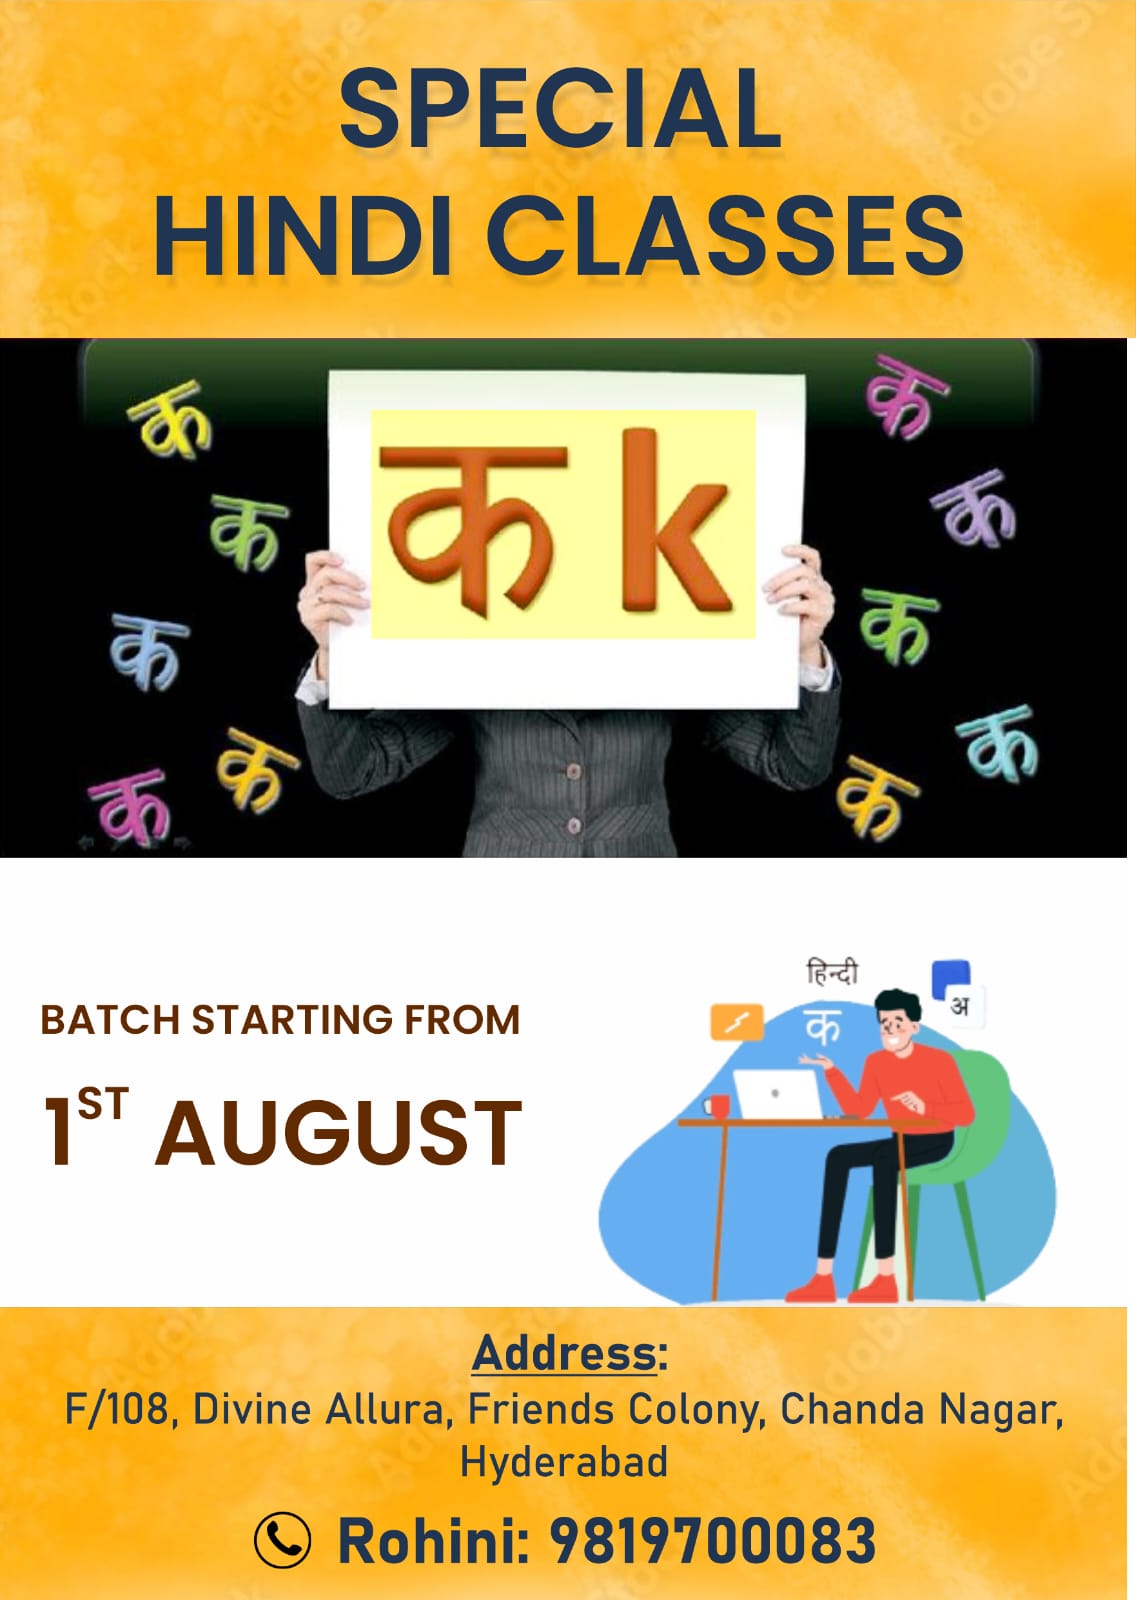 SPECIAL
HINDI CLASSES
क
क
क k
क
क
क
क
क
क
क
क
क
हिन्दी
अ
क
BATCH STARTING FROM
1ST AUGUST
Address:
F/108, Divine Allura, Friends Colony, Chanda Nagar,
Hyderabad
Rohini: 9819700083